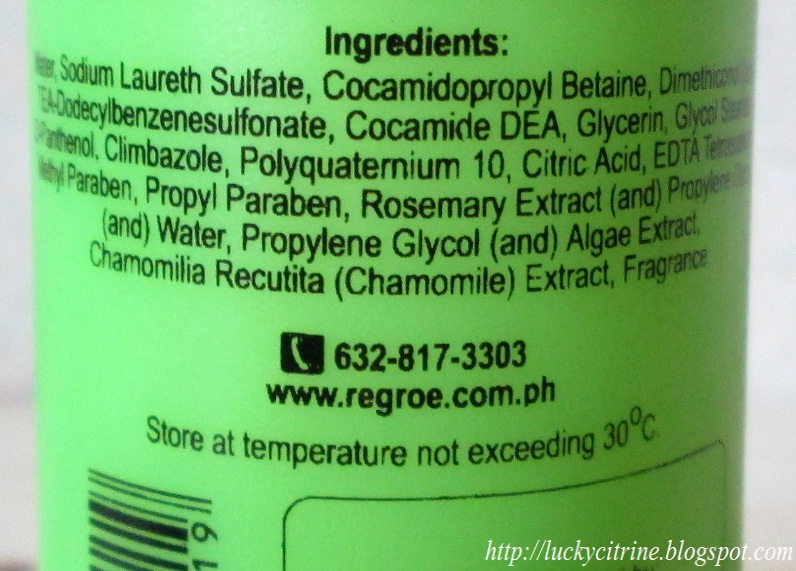 Ingredients:
Water, Sodium Laureth Sulfate, Cocamidopropyl Betaine, Dimethiconol
TEA-Dodecylbenzenesulfonate, Cocamide DEA, Glycerin, Glycol
D-Panthenol, Climbazole, Polyquaternium 10, Citric Acid, EDTA
Methyl Paraben, Propyl Paraben, Rosemary Extract (and) Propylene
(and) Water, Propylene Glycol (and) Algae Extract,
Chamomilia Recutita (Chamomile) Extract, Fragrance
632-817-3303
www.regroe.com.ph
Store at temperature not exceeding 30°C
19
http://luckycitrine.blogspot.com